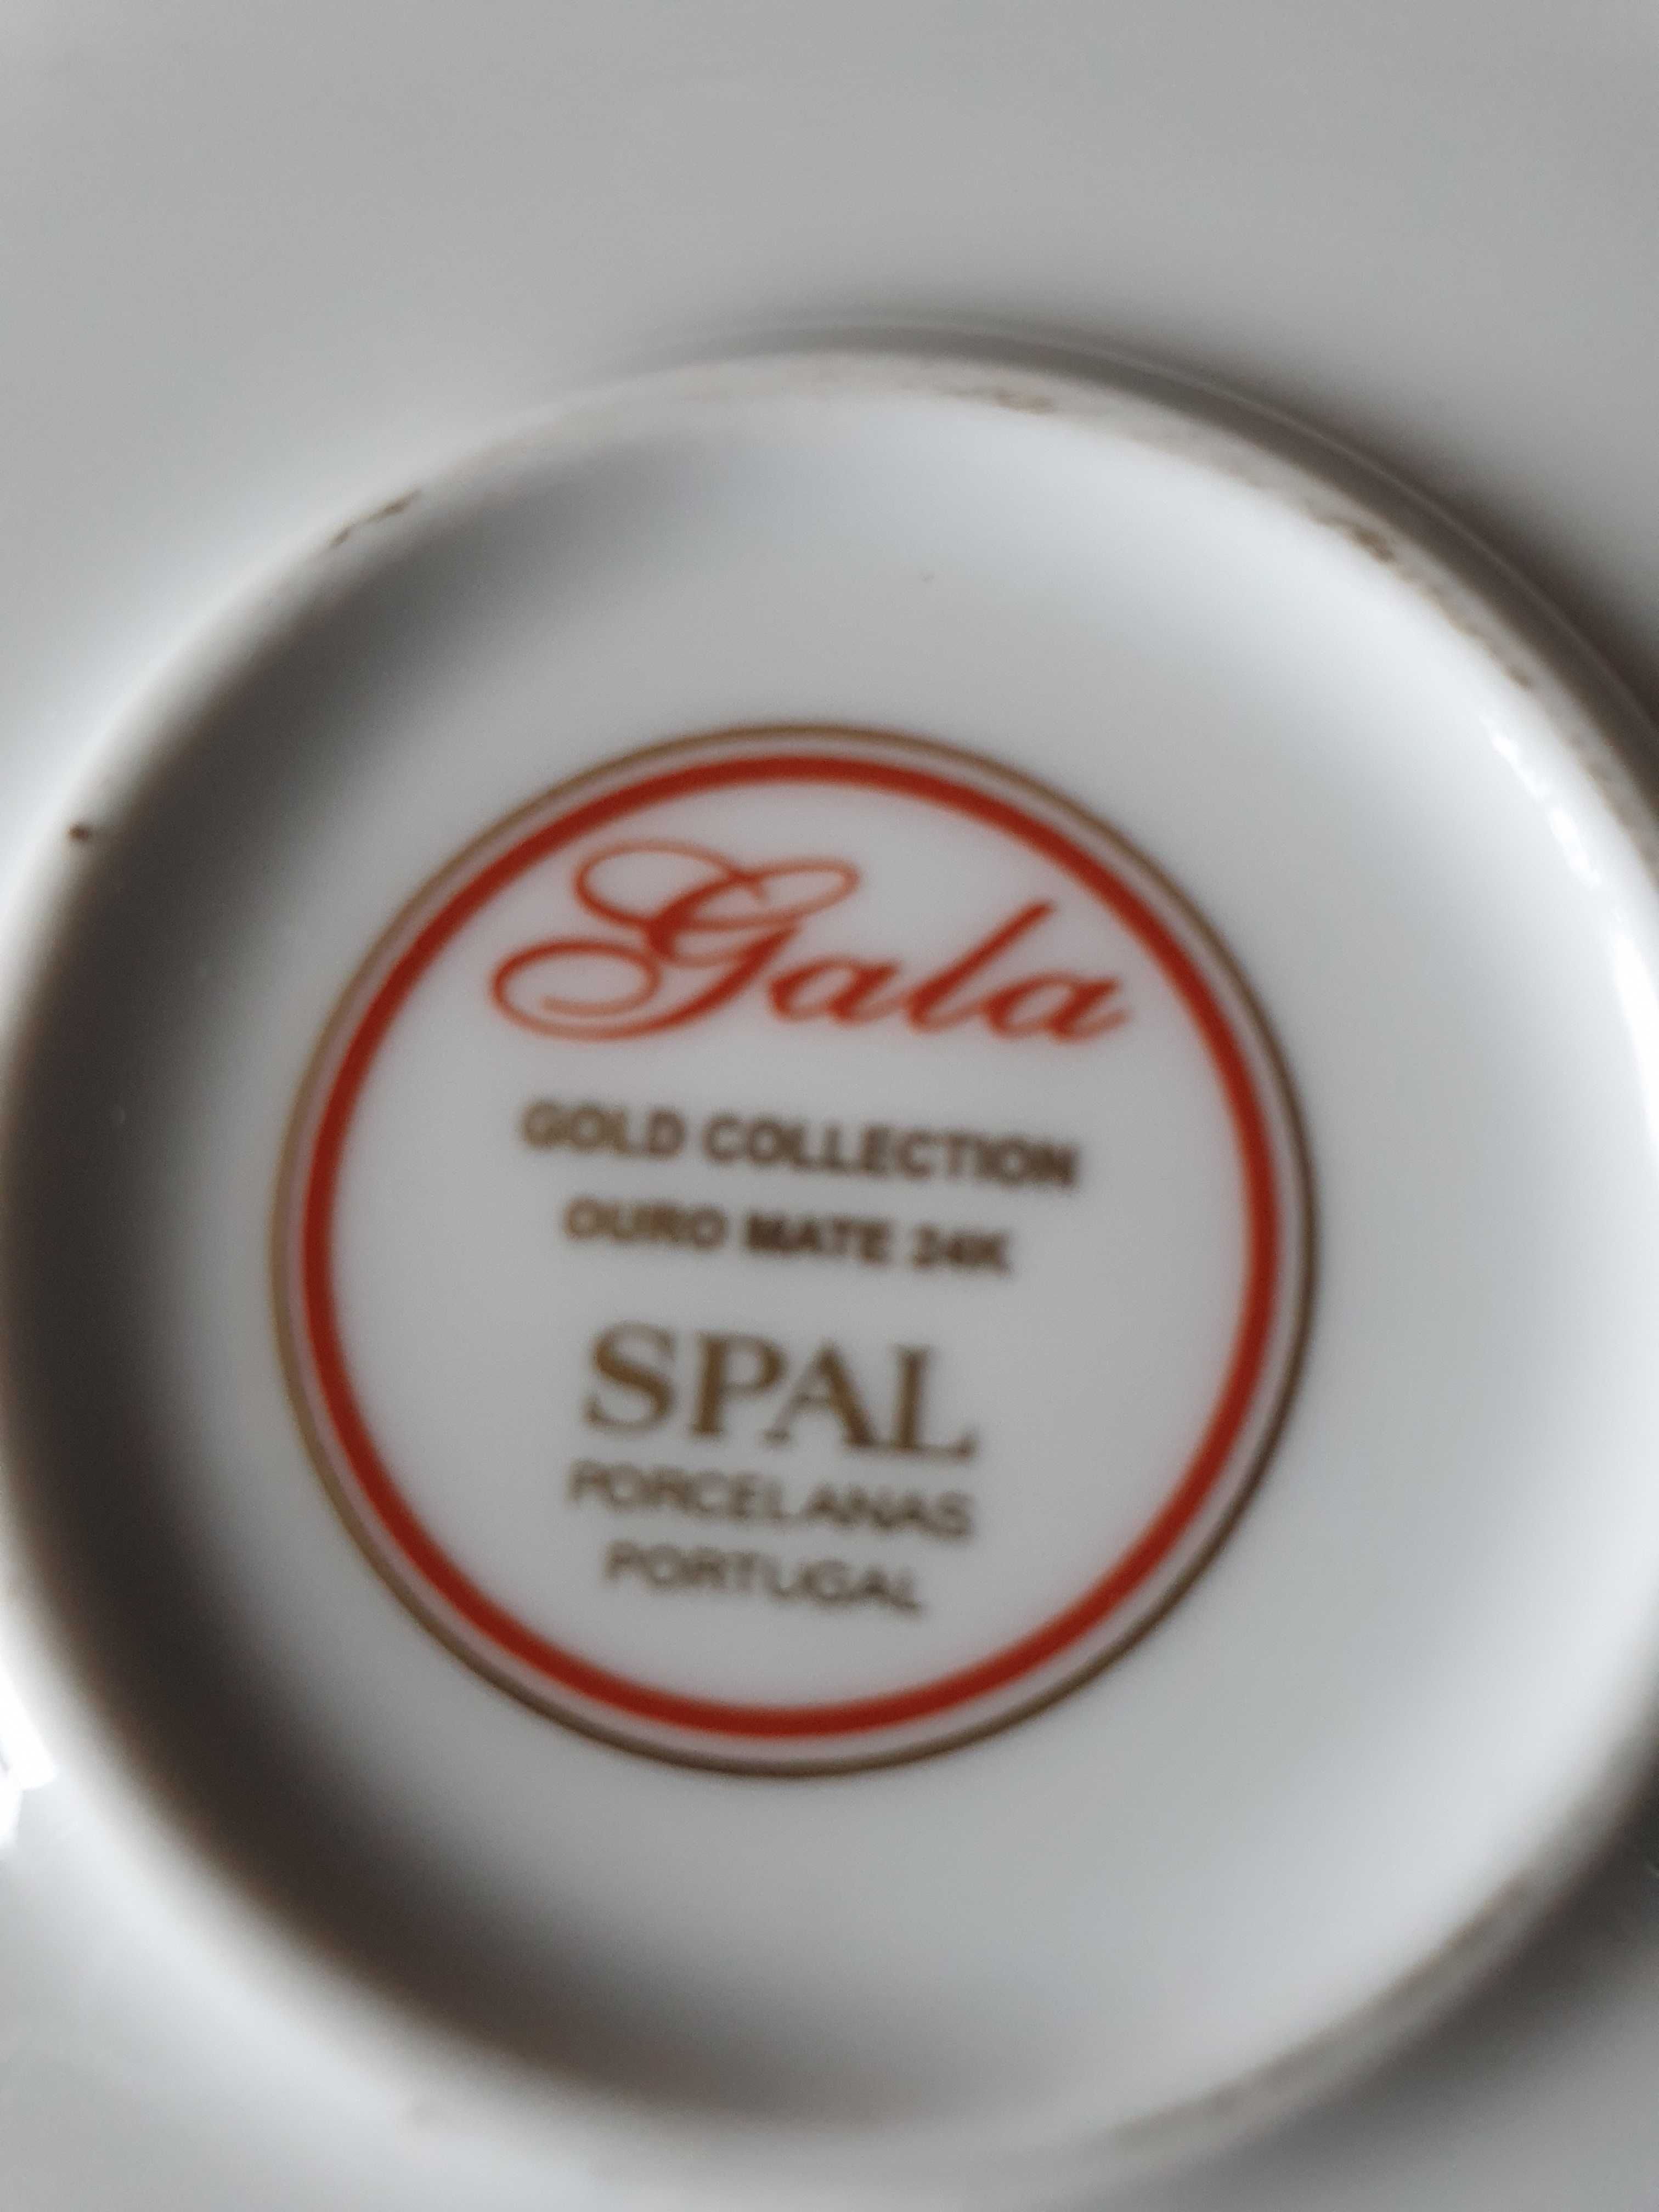 Gala
GOLD COLLECTION
OURO MATE 24K
SPAL
PORCELANAS
PORTUGAL